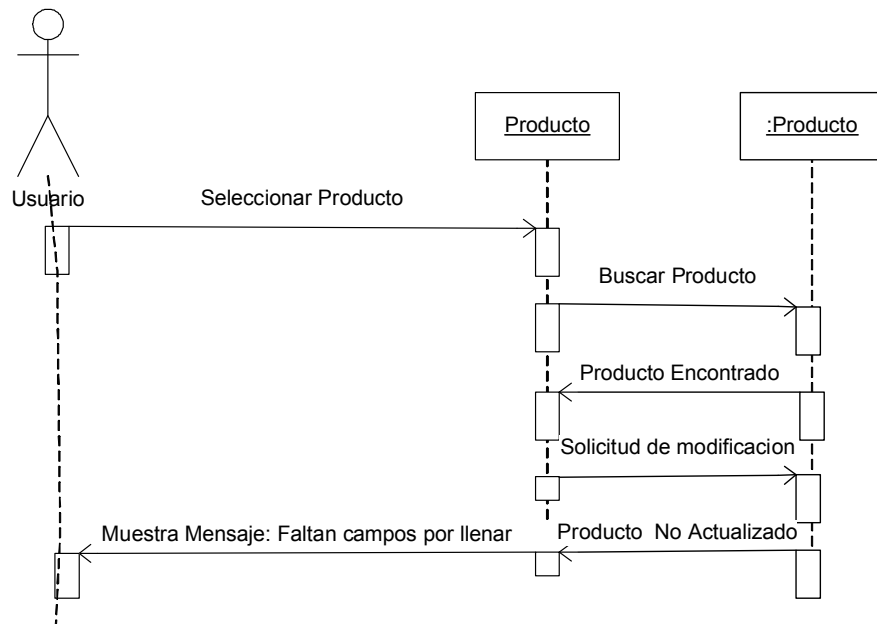 Producto
:Producto
Usuario
Seleccionar Producto
Buscar Producto
Producto Encontrado
Solicitud de modificacion
Muestra Mensaje: Faltan campos por llenar
Producto  No Actualizado